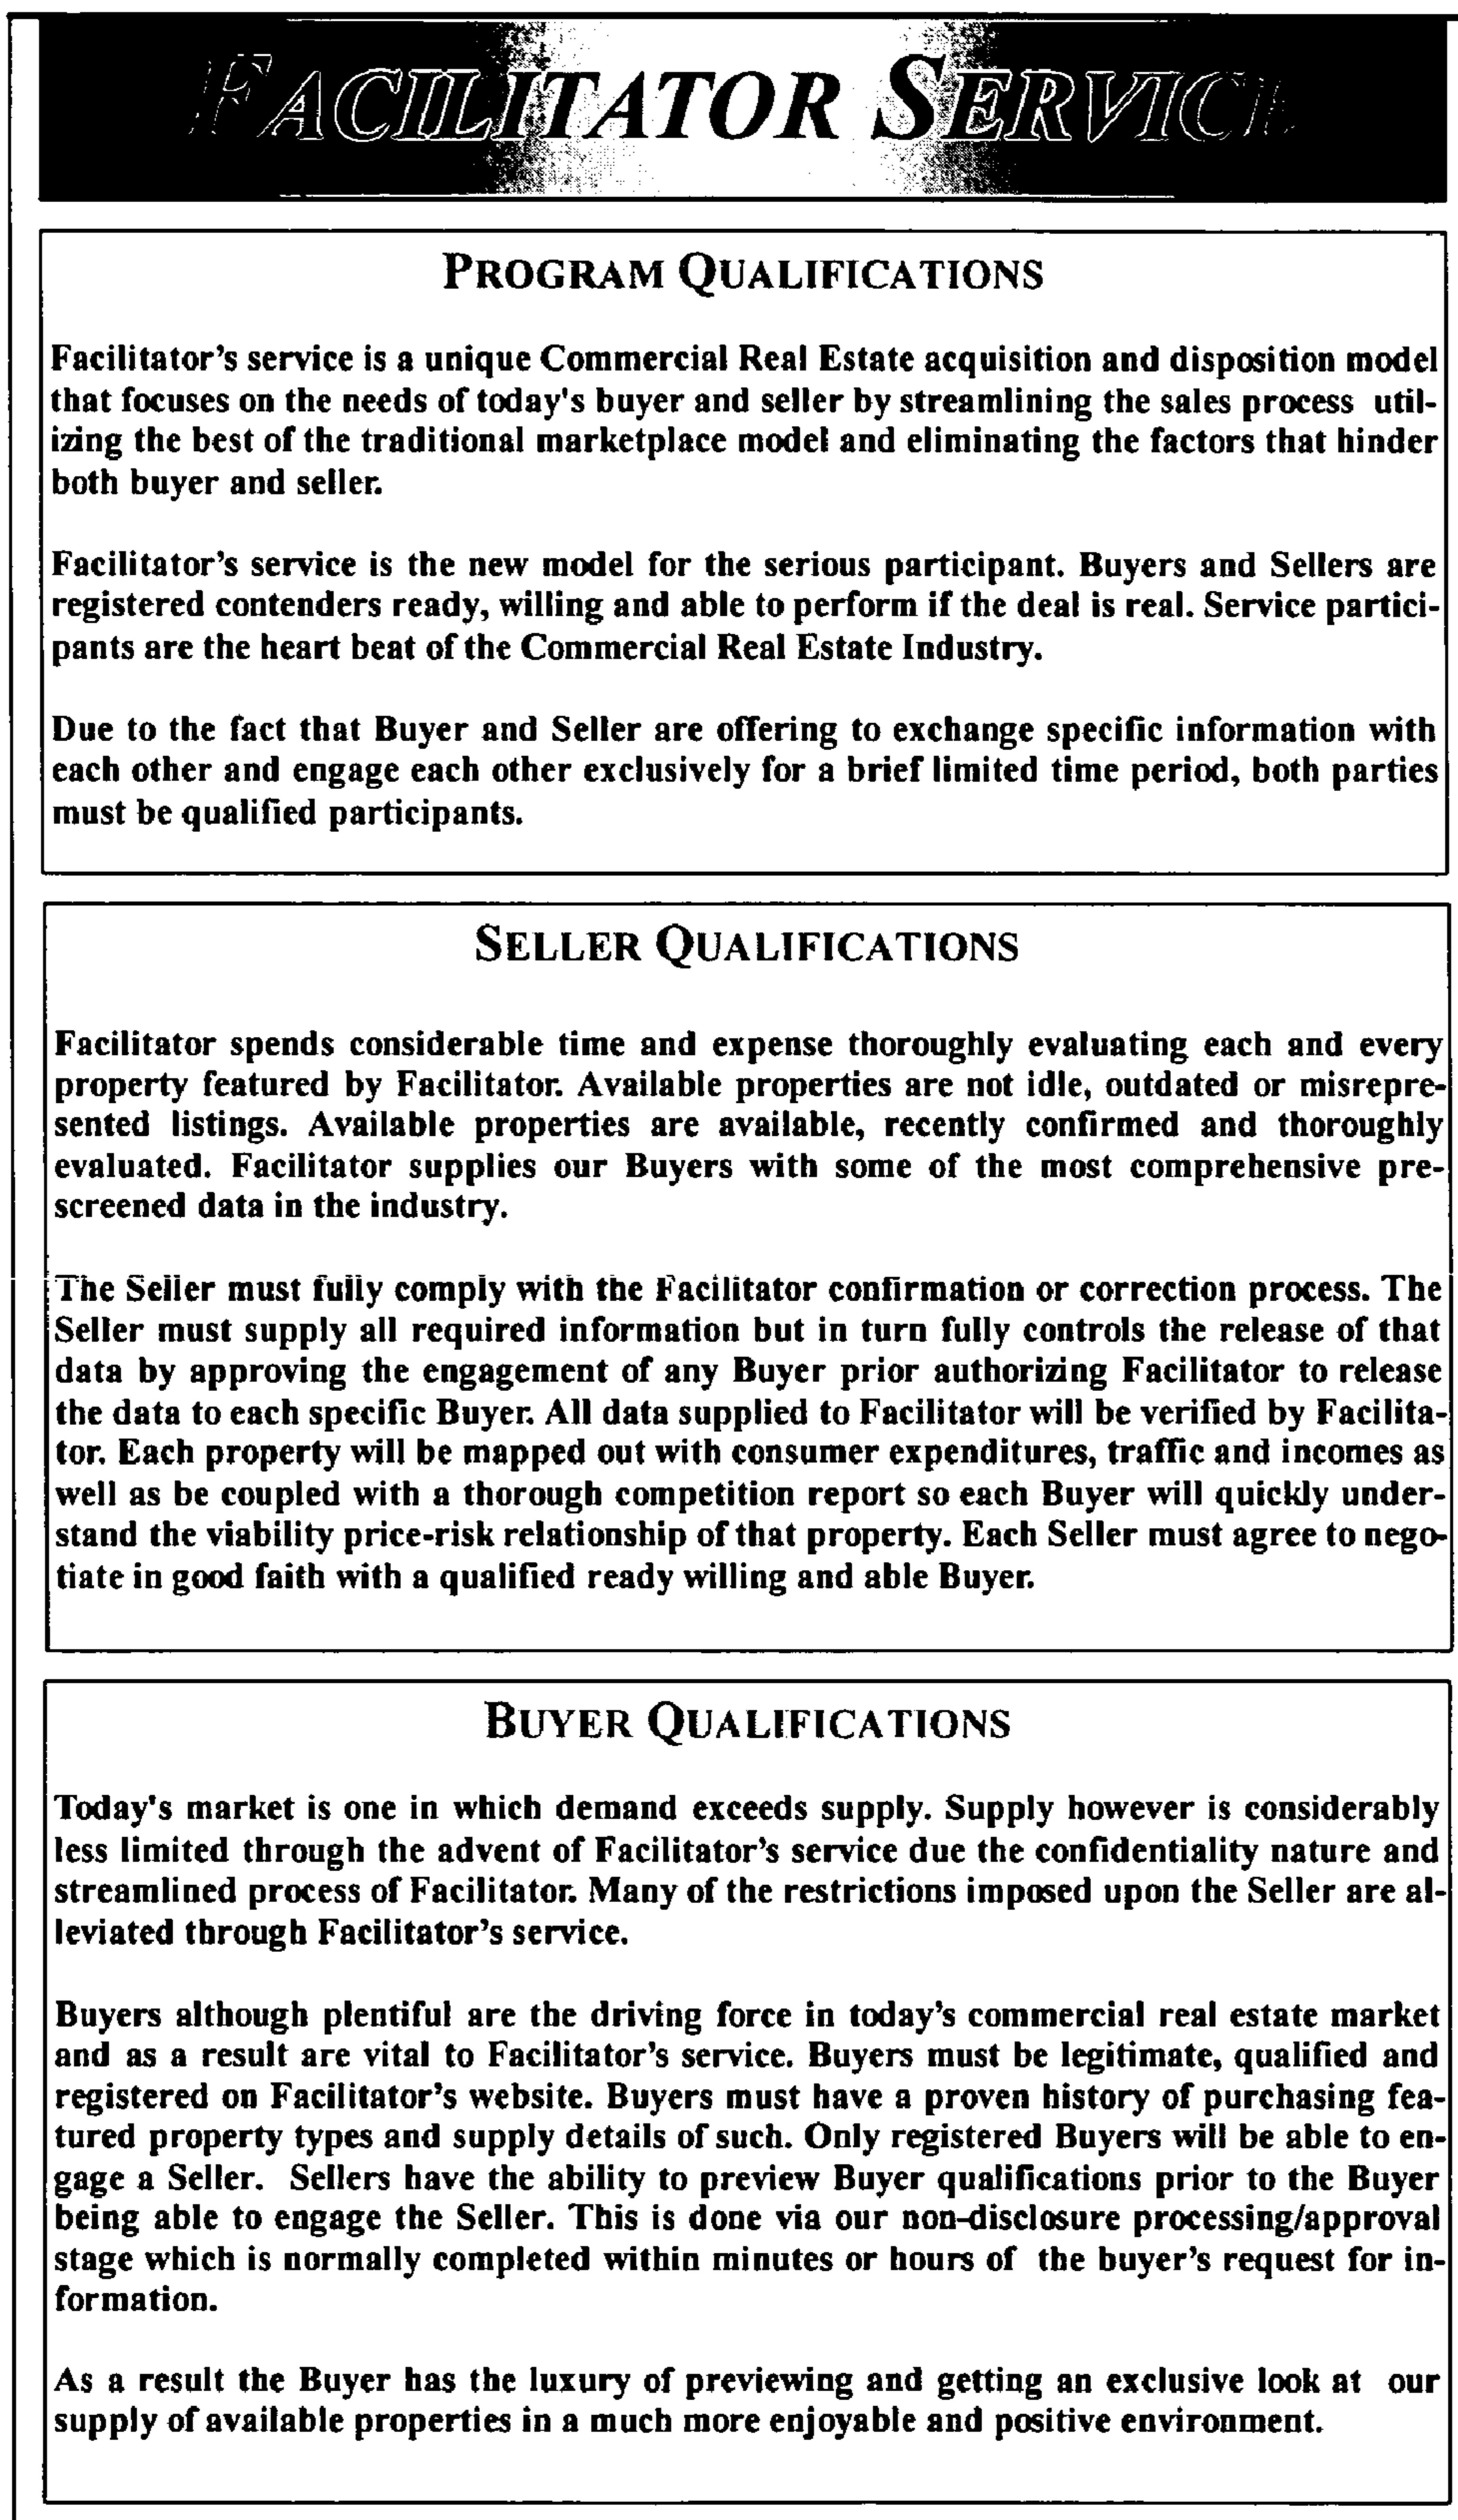 FACILITATOR SERVICE
PROGRAM QUALIFICATIONS
Facilitator’s service is a unique Commercial Real Estate acquisition and disposition model
that focuses on the needs of today's buyer and seller by streamlining the sales process util-
izing the best of the traditional marketplace model and eliminating the factors that hinder
both buyer and seller.
Facilitator’s service is the new model for the serious participant. Buyers and Sellers are
registered contenders ready, willing and able to perform if the deal is real. Service partici-
pants are the heart beat of the Commercial Real Estate Industry.
Due to the fact that Buyer and Seller are offering to exchange specific information with
each other and engage each other exclusively for a brief limited time period, both parties
must be qualified participants.
SELLER QUALIFICATIONS
Facilitator spends considerable time and expense thoroughly evaluating each and every
property featured by Facilitator. Available properties are not idle, outdated or misrepre-
sented listings. Available properties are available, recently confirmed and thoroughly
evaluated. Facilitator supplies our Buyers with some of the most comprehensive pre-
screened data in the industry.
The Seller must fully comply with the Facilitator confirmation or correction process. The
Seller must supply all required information but in turn fully controls the release of that
data by approving the engagement of any Buyer prior authorizing Facilitator to release
the data to each specific Buyer. All data supplied to Facilitator will be verified by Facilita-
tor. Each property will be mapped out with consumer expenditures, traffic and incomes as
well as be coupled with a thorough competition report so each Buyer will quickly under-
stand the viability price-risk relationship of that property. Each Seller must agree to nego-
tiate in good faith with a qualified ready willing and able Buyer.
BUYER QUALIFICATIONS
Today's market is one in which demand exceeds supply. Supply however is considerably
less limited through the advent of Facilitator’s service due the confidentiality nature and
streamlined process of Facilitator. Many of the restrictions imposed upon the Seller are al-
leviated through Facilitator’s service.
Buyers although plentiful are the driving force in today’s commercial real estate market
and as a result are vital to Facilitator’s service. Buyers must be legitimate, qualified and
registered on Facilitator’s website. Buyers must have a proven history of purchasing fea-
tured property types and supply details of such. Only registered Buyers will be able to en-
gage a Seller. Sellers have the ability to preview Buyer qualifications prior to the Buyer
being able to engage the Seller. This is done via our non-disclosure processing/approval
stage which is normally completed within minutes or hours of the buyer’s request for in-
formation.
As a result the Buyer has the luxury of previewing and getting an exclusive look at our
supply of available properties in a much more enjoyable and positive environment.